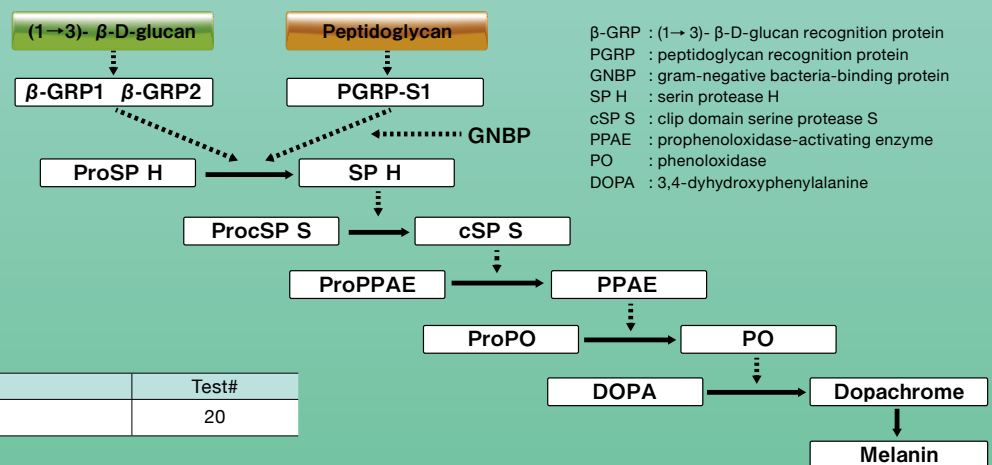 (1→3)- β-D-glucan
Peptidoglycan
β-GRP1 β-GRP2
PGRP-S1
GNBP
ProSP H
SP H
ProcSP S
cSP S
ProPPAE
PPAE
ProPO
PO
DOPA
Dopachrome
Melanin
β-GRP : (1→ 3)- β-D-glucan recognition protein
PGRP : peptidoglycan recognition protein
GNBP : gram-negative bacteria-binding protein
SP H : serin protease H
cSP S : clip domain serine protease S
PPAE : prophenoloxidase-activating enzyme
PO : phenoloxidase
DOPA : 3,4-dyhydroxyphenylalanine
Test#
20